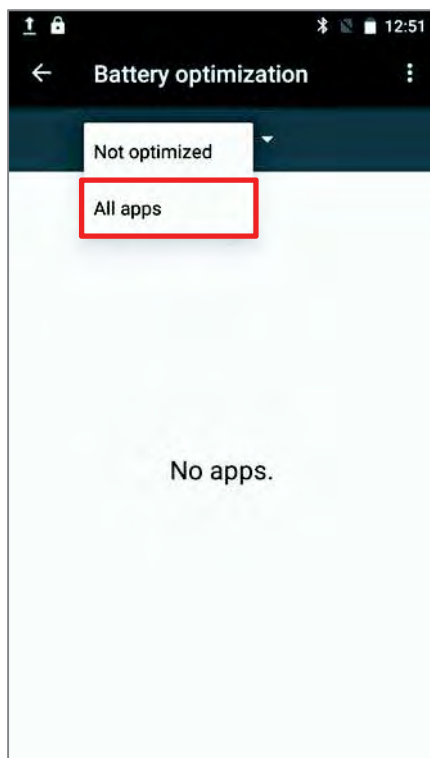 12:51
Battery optimization
Not optimized
All apps
No apps.